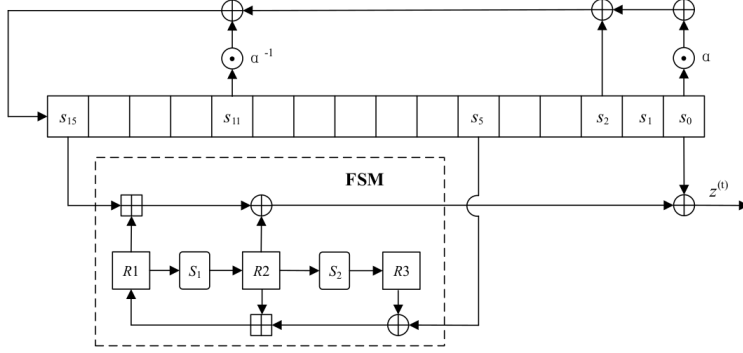 α⁻¹
α
s₁₅ s₁₁ s₅ s₂ s₁ s₀
FSM
z⁽ᵗ⁾
R1 S₁ R2 S₂ R3